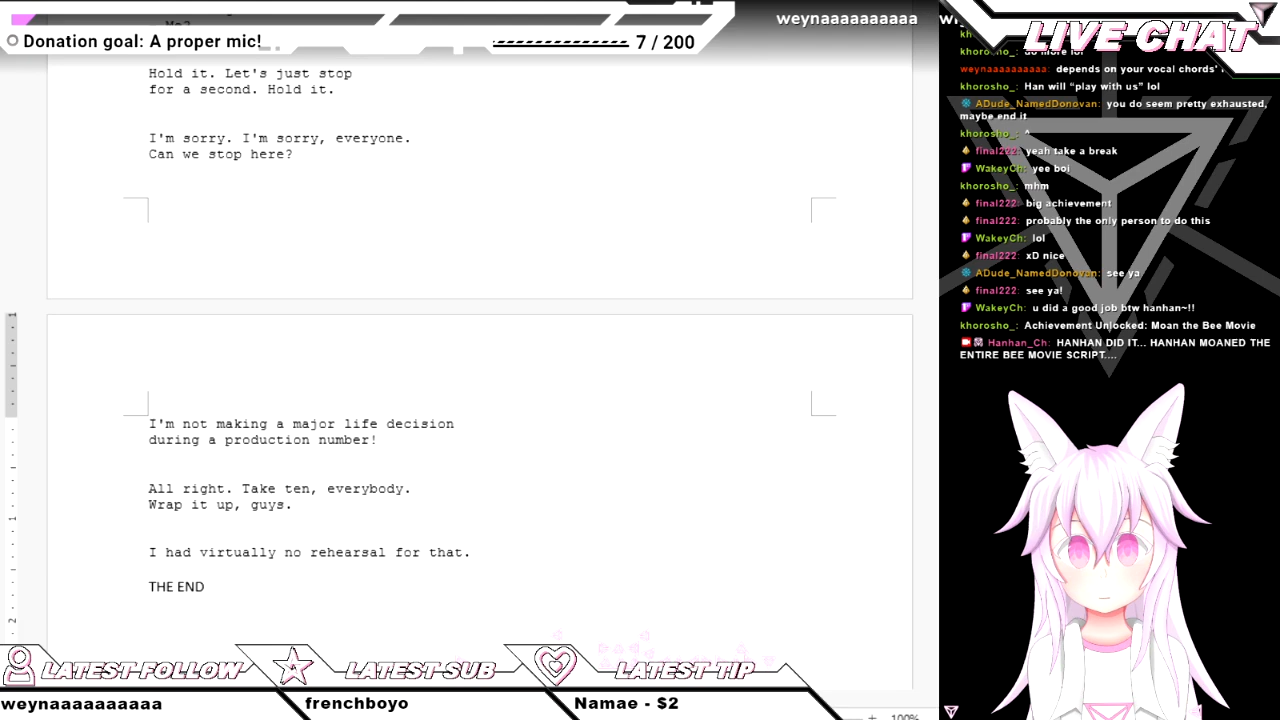 weynaaaaaaaaaa
Donation goal: A proper mic!
7 / 200
Hold it. Let's just stop
for a second. Hold it.
I'm sorry. I'm sorry, everyone.
Can we stop here?
I'm not making a major life decision
during a production number!
All right. Take ten, everybody.
Wrap it up, guys.
I had virtually no rehearsal for that.
THE END
LATEST FOLLOW
weynaaaaaaaaaa
LATEST SUB
frenchboyo
LATEST TIP
Namae - $2
100%
LIVE CHAT
weynaaaaaaaaaa: depends on your vocal chords'
khorosho_: Han will “play with us” lol
ADude_NamedDonovan: you do seem pretty exhausted,
maybe end it
khorosho_: ^
final222: yeah take a break
WakeyCh: yee boi
khorosho_: mhm
final222: big achievement
final222: probably the only person to do this
WakeyCh: lol
final222: xD nice
ADude_NamedDonovan: see ya
final222: see ya!
WakeyCh: u did a good job btw hanhan~!!
khorosho_: Achievement Unlocked: Moan the Bee Movie
Hanhan_Ch: HANHAN DID IT... HANHAN MOANED THE
ENTIRE BEE MOVIE SCRIPT....